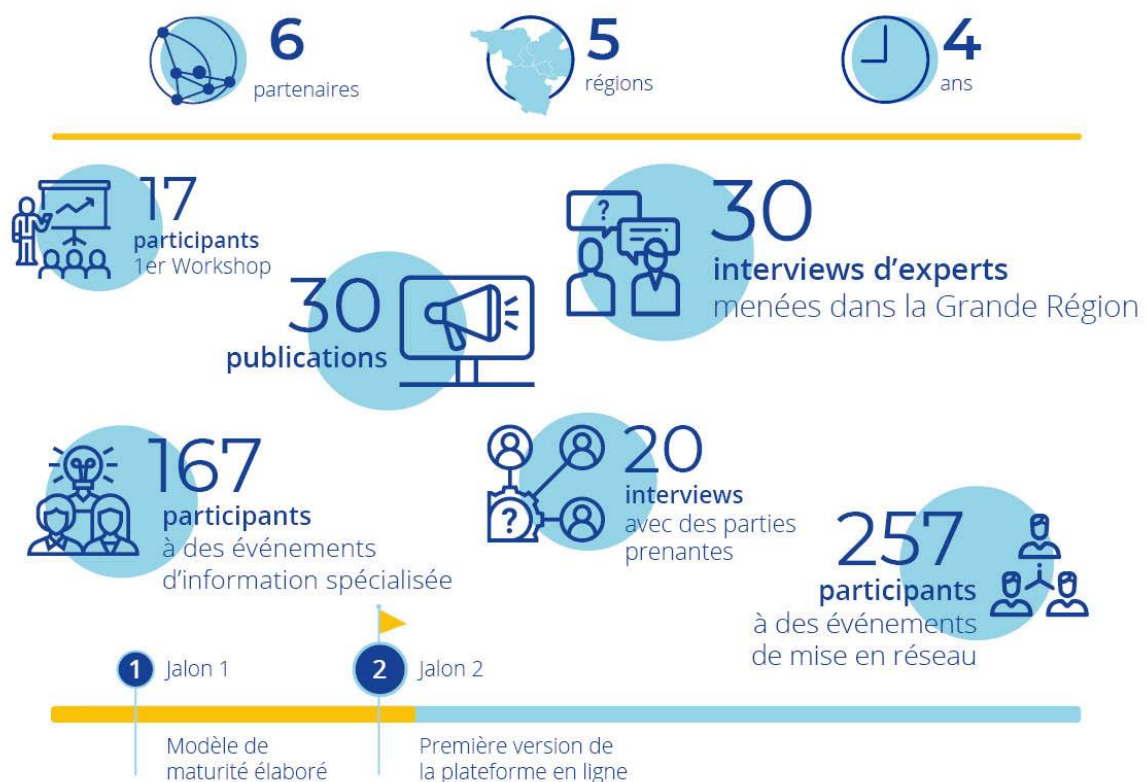 6
partenaires
5
régions
4
ans
17
participants
1er Workshop
30
interviews d’experts
menées dans la Grande Région
?
30
publications
167
participants
à des événements
d’information spécialisée
20
interviews
avec des parties
prenantes
?
257
participants
à des événements
de mise en réseau
1 Jalon 1
2 Jalon 2
Modèle de
maturité élaboré
Première version de
la plateforme en ligne